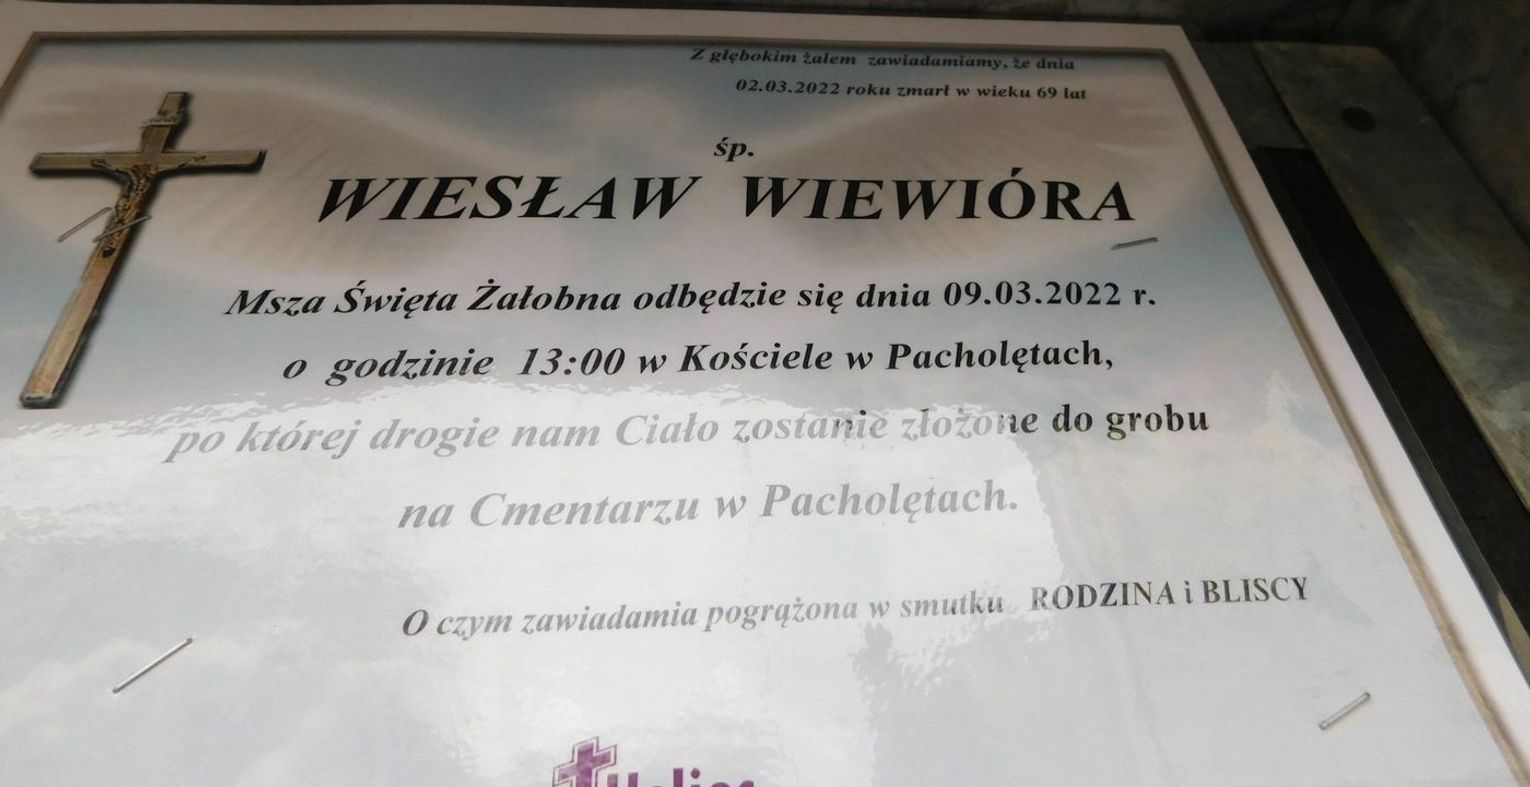 Z głębokim żalem zawiadamiamy, że dnia
02.03.2022 roku zmarł w wieku 69 lat
śp.
WIESŁAW WIEWIÓRA
Msza Święta Żałobna odbędzie się dnia 09.03.2022 r.
o godzinie 13:00 w Kościele w Pacholętach,
po której drogie nam Ciało zostanie złożone do grobu
na Cmentarzu w Pacholętach.
O czym zawiadamia pogrążona w smutku RODZINA i BLISCY